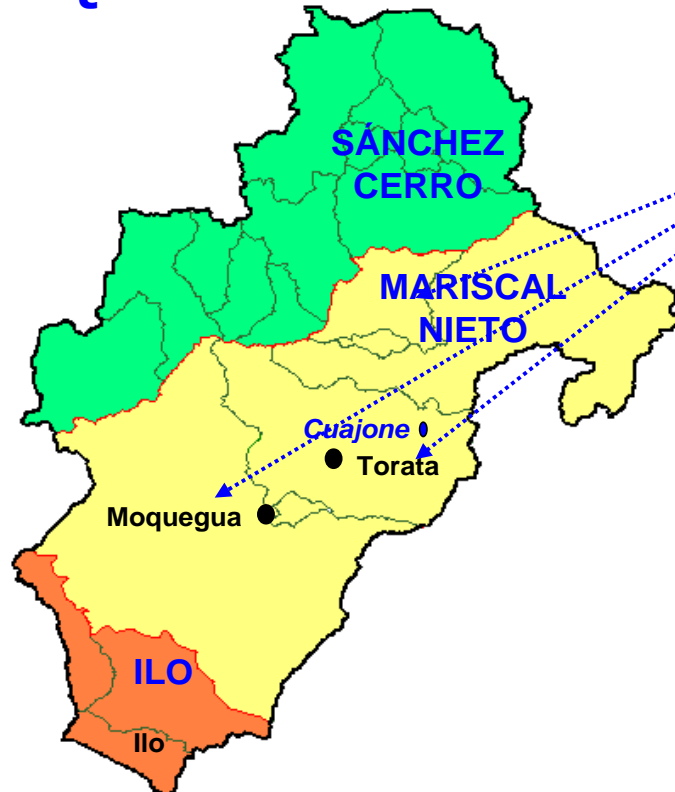 SÁNCHEZ
CERRO
MARISCAL
NIETO
Cuajone
Torata
Moquegua
ILO
Ilo